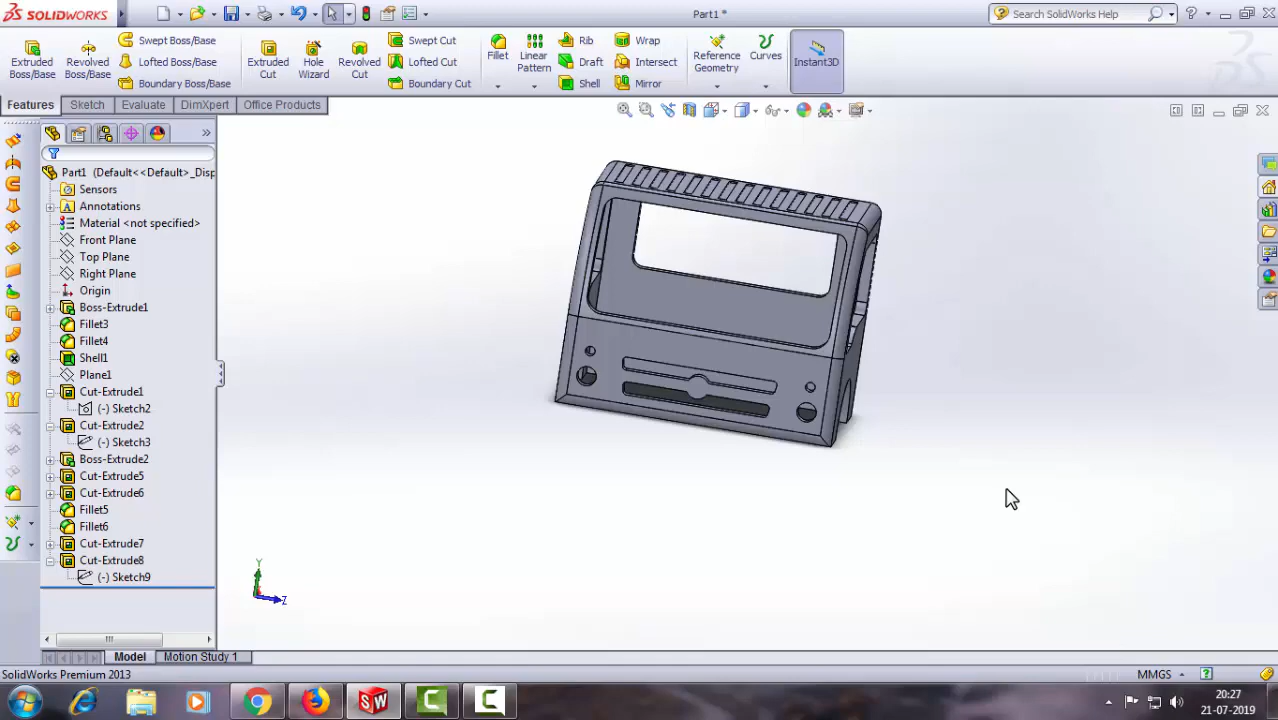 SOLIDWORKS
Part1 *
Search SolidWorks Help
Extruded Boss/Base
Revolved Boss/Base
Swept Boss/Base
Lofted Boss/Base
Boundary Boss/Base
Extruded Cut
Hole Wizard
Revolved Cut
Swept Cut
Lofted Cut
Boundary Cut
Fillet
Linear Pattern
Rib
Draft
Shell
Wrap
Intersect
Mirror
Reference Geometry
Curves
Instant3D
Features
Sketch
Evaluate
DimXpert
Office Products
Part1 (Default<<Default>_Disp
Sensors
Annotations
Material <not specified>
Front Plane
Top Plane
Right Plane
Origin
Boss-Extrude1
Fillet3
Fillet4
Shell1
Plane1
Cut-Extrude1
(-) Sketch2
Cut-Extrude2
(-) Sketch3
Boss-Extrude2
Cut-Extrude5
Cut-Extrude6
Fillet5
Fillet6
Cut-Extrude7
Cut-Extrude8
(-) Sketch9
Y
Z
Model
Motion Study 1
SolidWorks Premium 2013
MMGS
20:27
21-07-2019